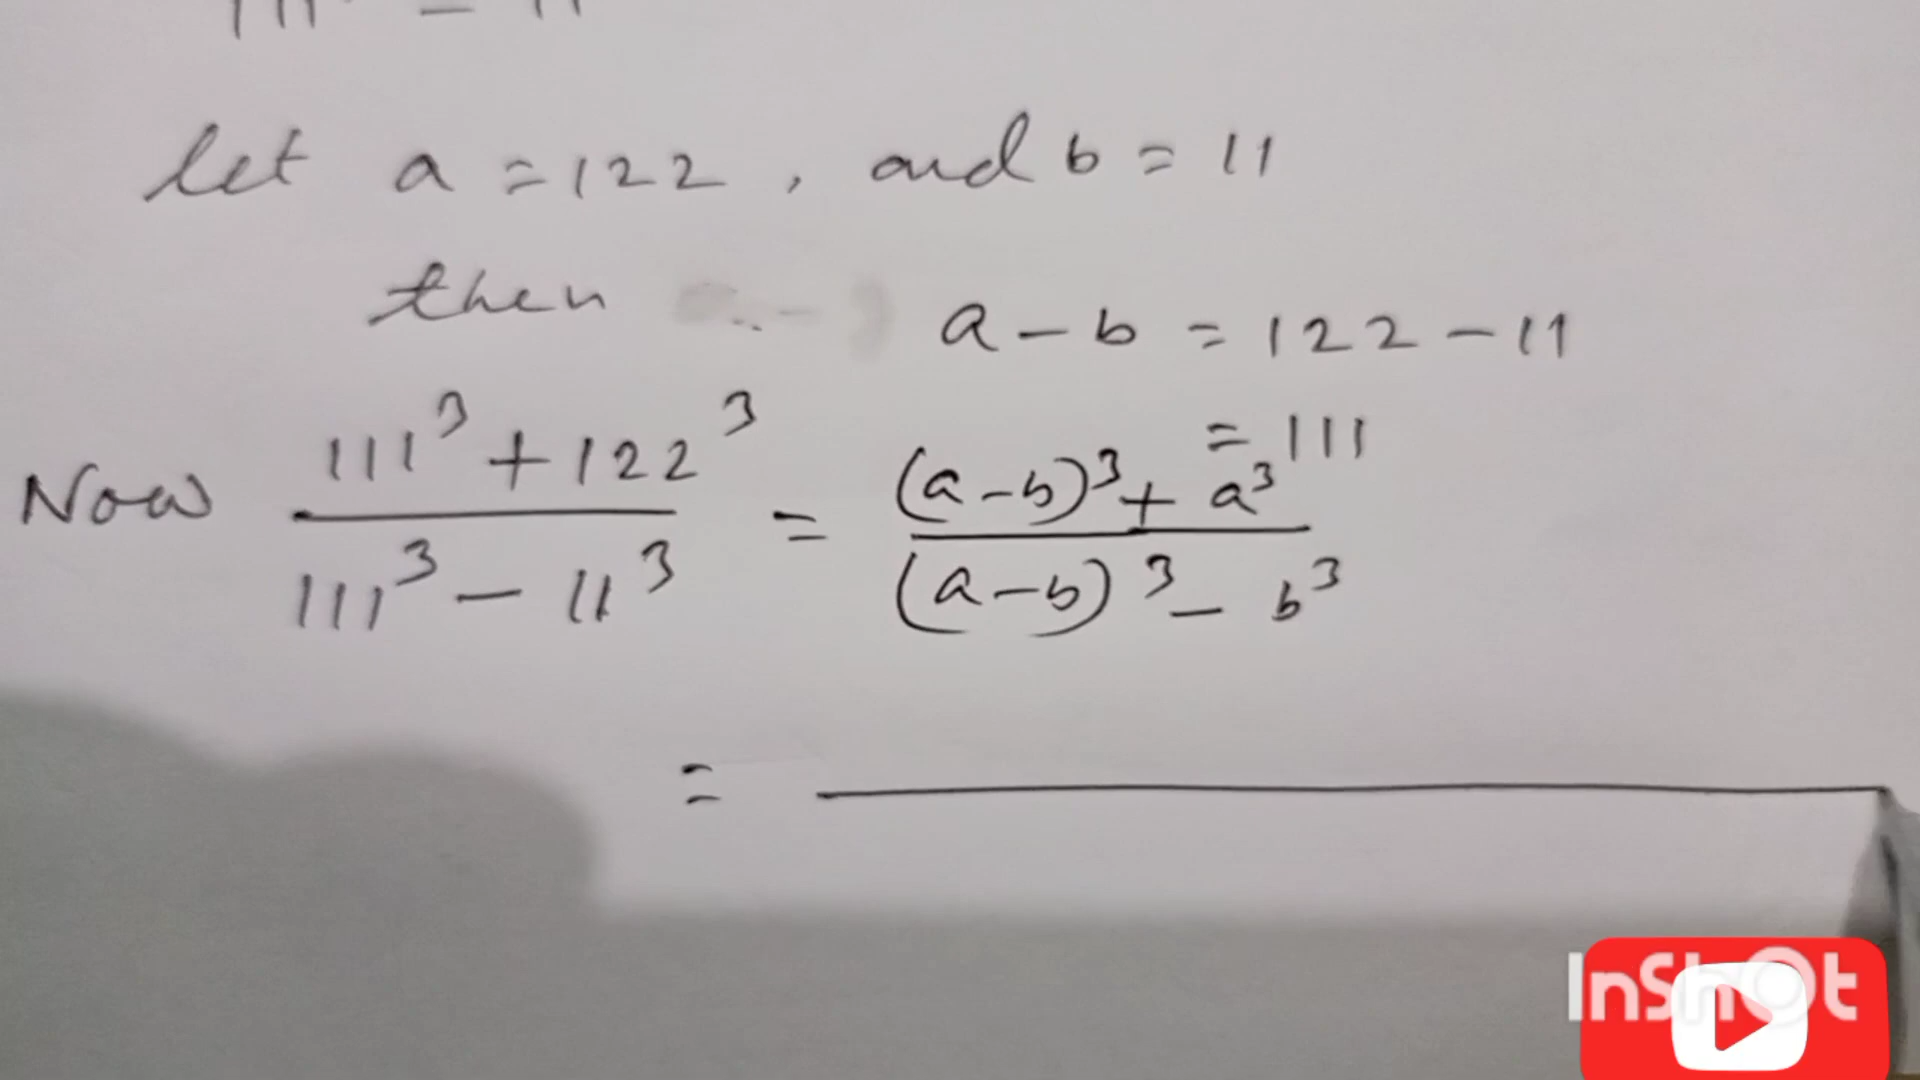 let a = 122 , and b = 11
then a - b = 122 - 11
= 111
Now 111³ + 122³ / 111³ - 11³ = (a-b)³ + a³ / (a-b)³ - b³
=
InShOt